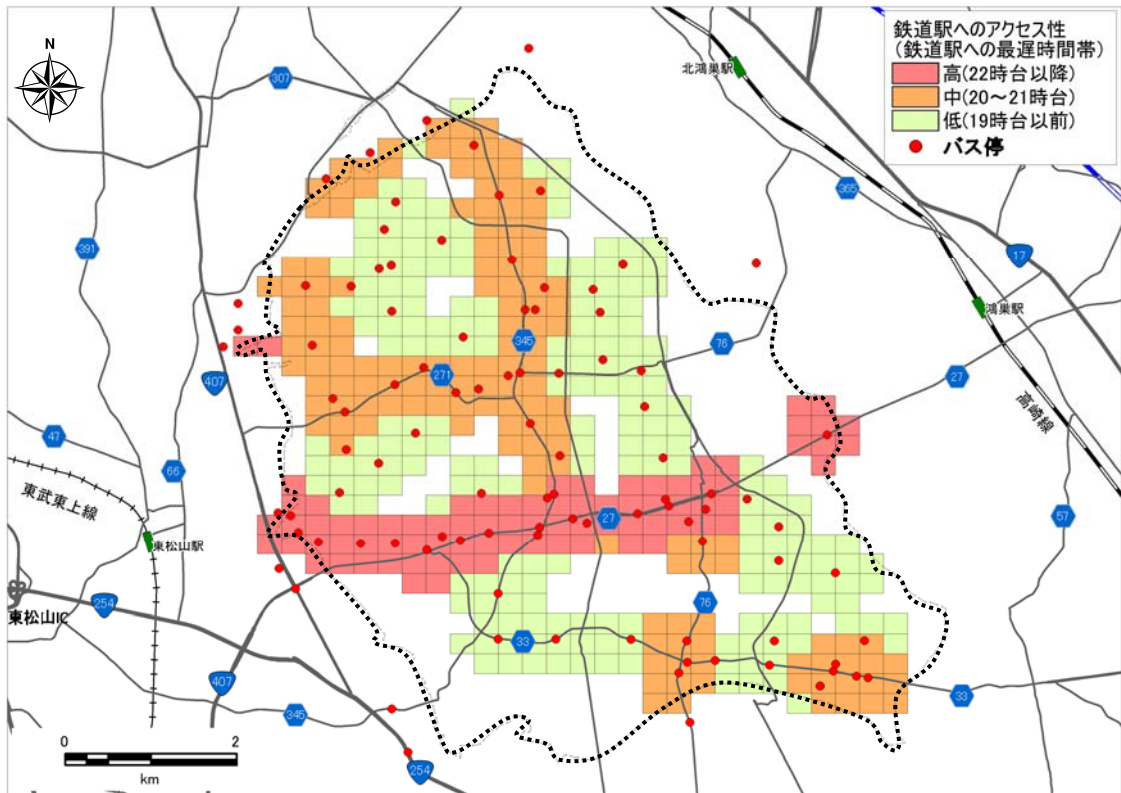 鉄道駅へのアクセス性
(鉄道駅への最遅時間帯)
高(22時台以降)
中(20～21時台)
低(19時台以前)
バス停
N
307
北鴻巣駅
365
391
17
鴻巣駅
345
76
407
271
27
高崎線
47
66
東武東上線
27
57
東松山駅
東松山IC
254
76
33
407
345
33
0 2
km
254